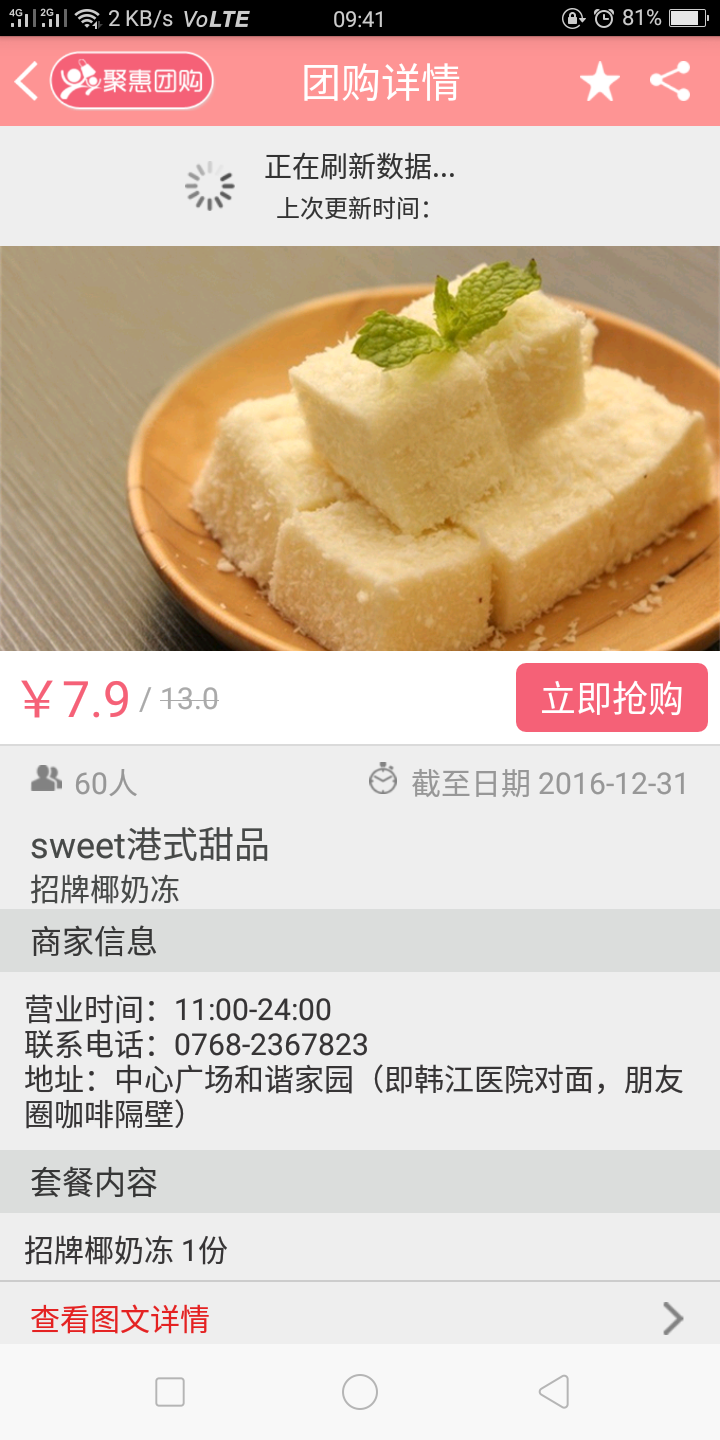 4G 2G 2 KB/s VoLTE 09:41 81%
聚惠团购 团购详情
正在刷新数据...
上次更新时间：
￥7.9 / 13.0 立即抢购
60人 截至日期 2016-12-31
sweet港式甜品
招牌椰奶冻
商家信息
营业时间：11:00-24:00
联系电话：0768-2367823
地址：中心广场和谐家园（即韩江医院对面，朋友
圈咖啡隔壁）
套餐内容
招牌椰奶冻 1份
查看图文详情